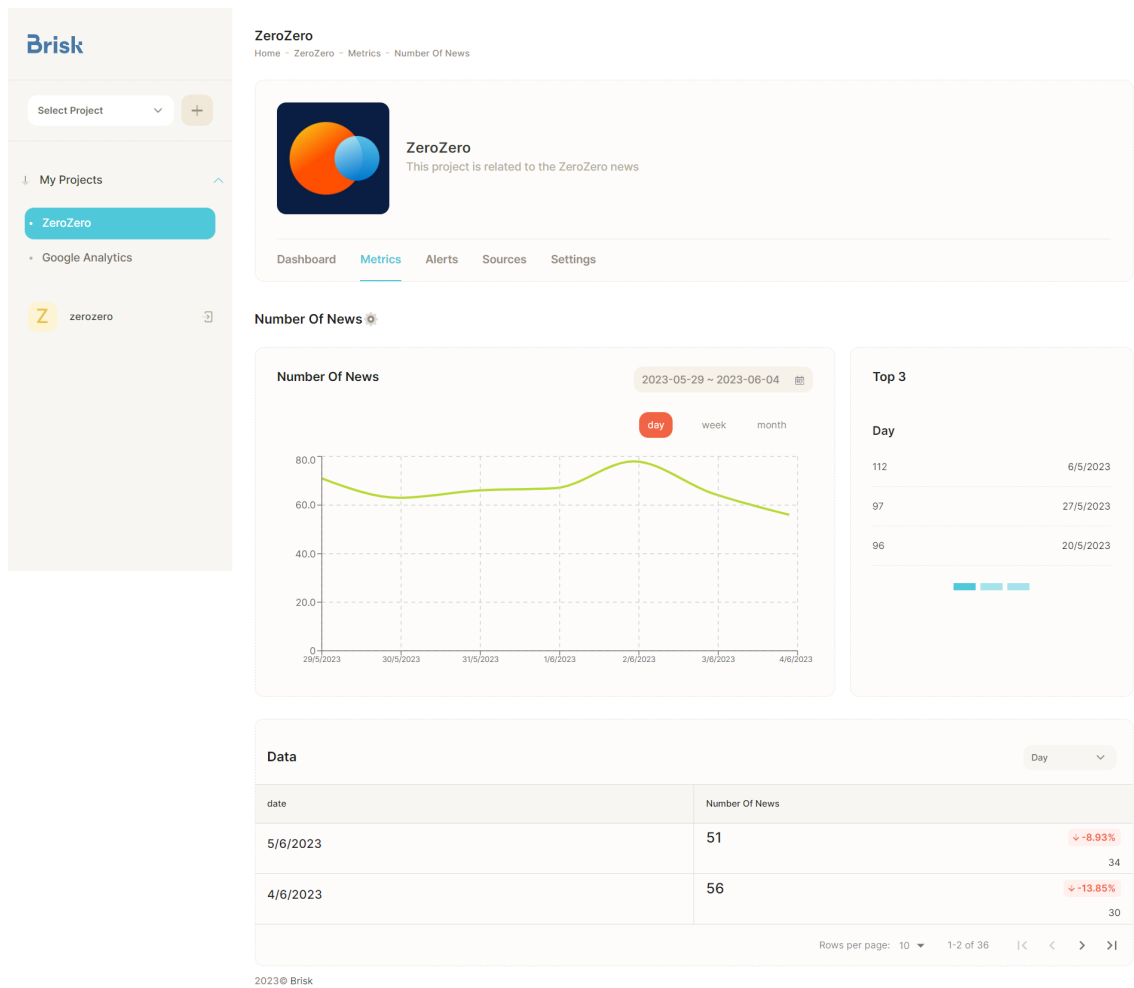 Brisk
Select Project
My Projects
ZeroZero
Google Analytics
Z zerozero
ZeroZero
Home - ZeroZero - Metrics - Number Of News
ZeroZero
This project is related to the ZeroZero news
Dashboard Metrics Alerts Sources Settings
Number Of News
Number Of News
2023-05-29 ~ 2023-06-04
day week month
80.0
60.0
40.0
20.0
0
29/5/2023 30/5/2023 31/5/2023 1/6/2023 2/6/2023 3/6/2023 4/6/2023
Top 3
Day
112 6/5/2023
97 27/5/2023
96 20/5/2023
Data
Day
date Number Of News
5/6/2023 51 -8.93%
34
4/6/2023 56 -13.85%
30
Rows per page: 10 1-2 of 36
2023© Brisk